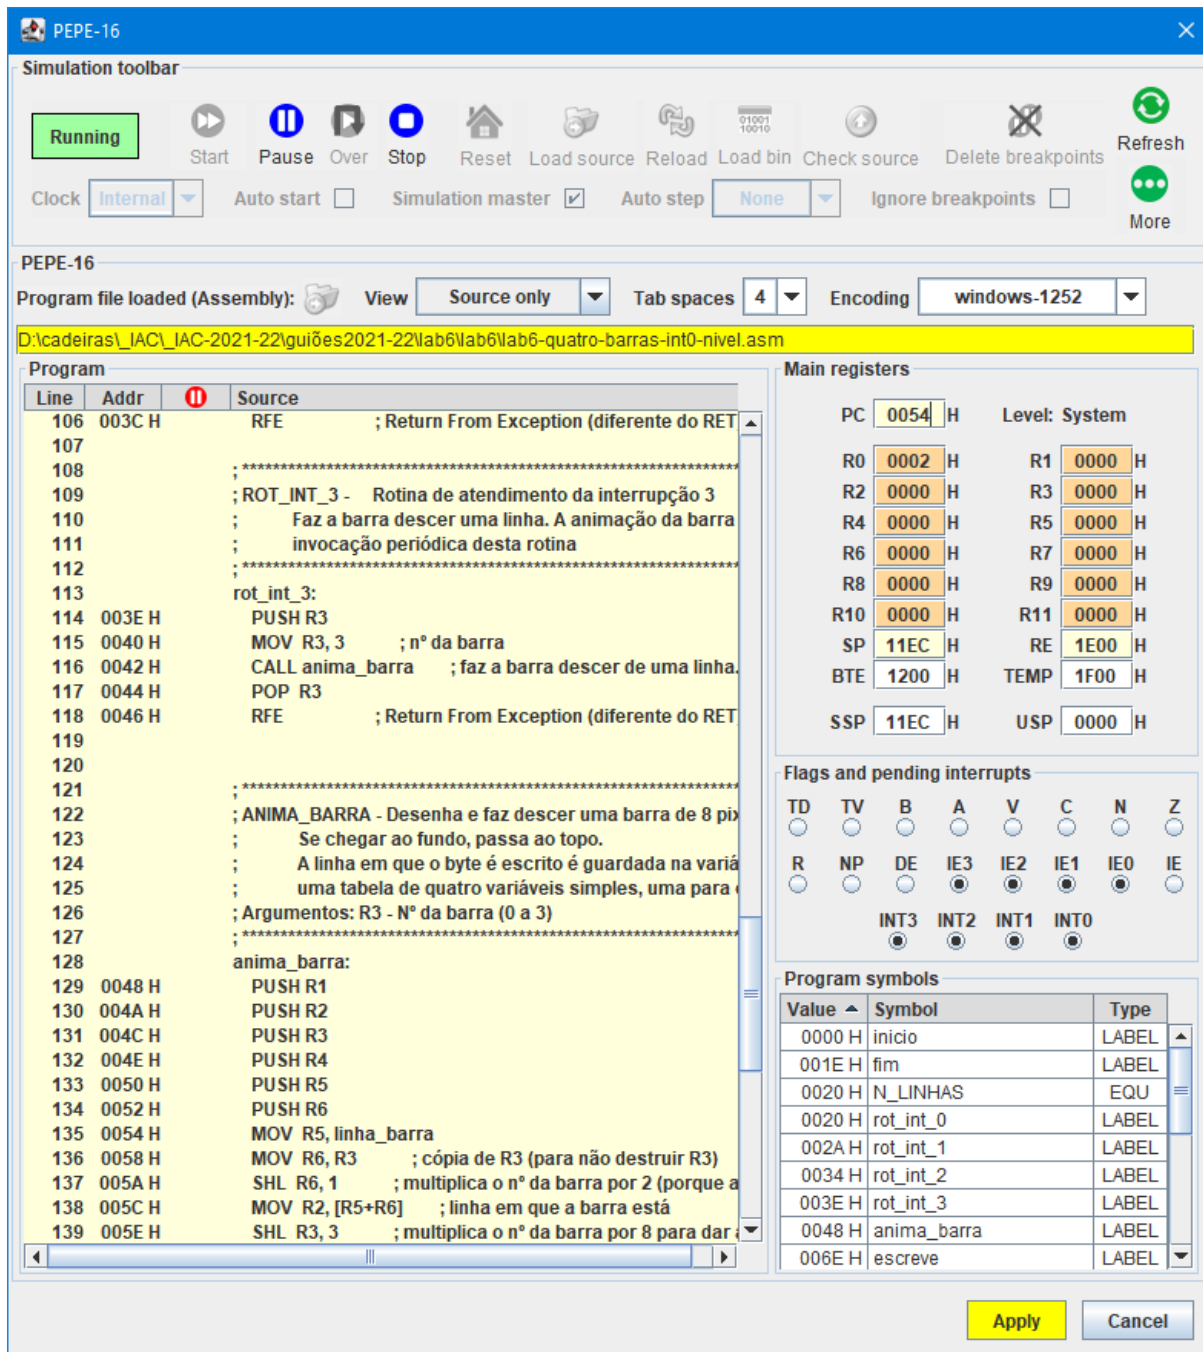 PEPE-16
Simulation toolbar
Running
Start Pause Over Stop Reset Load source Reload Load bin Check source Delete breakpoints Refresh
01001
10010
Clock Internal Auto start Simulation master Auto step None Ignore breakpoints
More
PEPE-16
Program file loaded (Assembly): View Source only Tab spaces 4 Encoding windows-1252
D:\cadeiras\_IAC\_IAC-2021-22\guiões2021-22\lab6\lab6\lab6-quatro-barras-int0-nivel.asm
Program
Line Addr Source
106 003C H RFE ; Return From Exception (diferente do RET
107
108 ; *****************************************************************
109 ; ROT_INT_3 - Rotina de atendimento da interrupção 3
110 ; Faz a barra descer uma linha. A animação da barra
111 ; invocação periódica desta rotina
112 ; *****************************************************************
113 rot_int_3:
114 003E H PUSH R3
115 0040 H MOV R3, 3 ; nº da barra
116 0042 H CALL anima_barra ; faz a barra descer de uma linha.
117 0044 H POP R3
118 0046 H RFE ; Return From Exception (diferente do RET
119
120
121 ; *****************************************************************
122 ; ANIMA_BARRA - Desenha e faz descer uma barra de 8 pix
123 ; Se chegar ao fundo, passa ao topo.
124 ; A linha em que o byte é escrito é guardada na variá
125 ; uma tabela de quatro variáveis simples, uma para
126 ; Argumentos: R3 - Nº da barra (0 a 3)
127 ; *****************************************************************
128 anima_barra:
129 0048 H PUSH R1
130 004A H PUSH R2
131 004C H PUSH R3
132 004E H PUSH R4
133 0050 H PUSH R5
134 0052 H PUSH R6
135 0054 H MOV R5, linha_barra
136 0058 H MOV R6, R3 ; cópia de R3 (para não destruir R3)
137 005A H SHL R6, 1 ; multiplica o nº da barra por 2 (porque a
138 005C H MOV R2, [R5+R6] ; linha em que a barra está
139 005E H SHL R3, 3 ; multiplica o nº da barra por 8 para dar
Main registers
PC 0054 H Level: System
R0 0002 H R1 0000 H
R2 0000 H R3 0000 H
R4 0000 H R5 0000 H
R6 0000 H R7 0000 H
R8 0000 H R9 0000 H
R10 0000 H R11 0000 H
SP 11EC H RE 1E00 H
BTE 1200 H TEMP 1F00 H
SSP 11EC H USP 0000 H
Flags and pending interrupts
TD TV B A V C N Z
R NP DE IE3 IE2 IE1 IE0 IE
INT3 INT2 INT1 INT0
Program symbols
Value Symbol Type
0000 H inicio LABEL
001E H fim LABEL
0020 H N_LINHAS EQU
0020 H rot_int_0 LABEL
002A H rot_int_1 LABEL
0034 H rot_int_2 LABEL
003E H rot_int_3 LABEL
0048 H anima_barra LABEL
006E H escreve LABEL
Apply Cancel